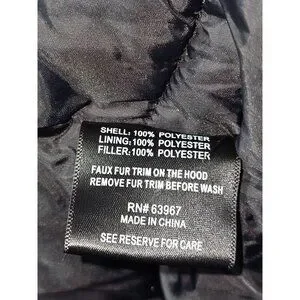 SHELL: 100% POLYESTER
LINING: 100% POLYESTER
FILLER: 100% POLYESTER
FAUX FUR TRIM ON THE HOOD
REMOVE FUR TRIM BEFORE WASH
RN# 63967
MADE IN CHINA
SEE RESERVE FOR CARE